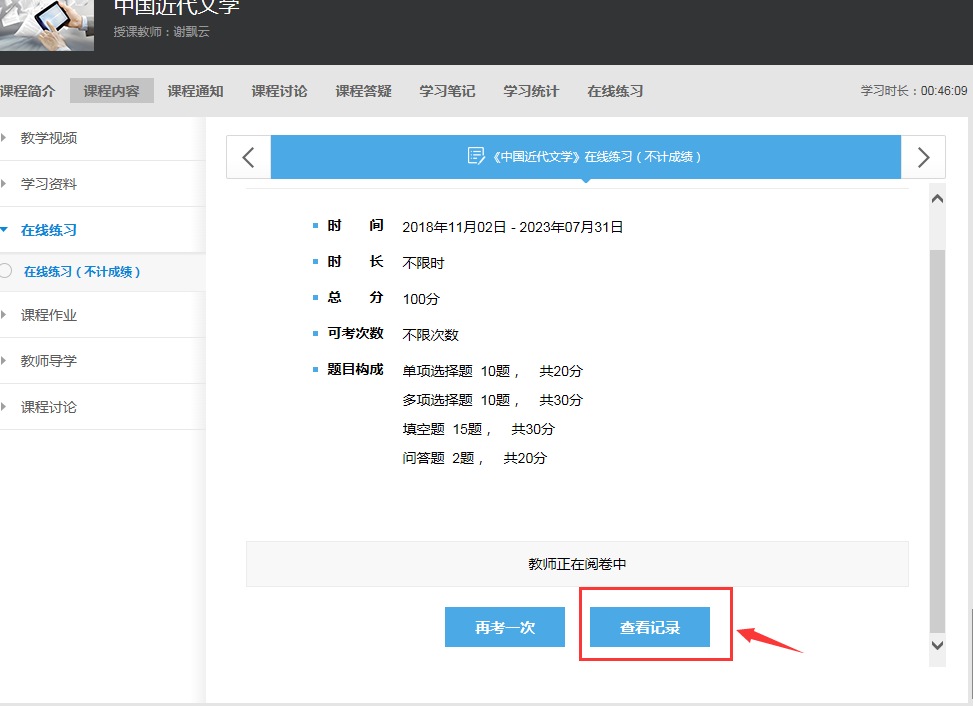 中国近代文学
授课教师：谢飘云
课程简介 课程内容 课程通知 课程讨论 课程答疑 学习笔记 学习统计 在线练习 学习时长：00:46:09
教学视频
学习资料
在线练习
在线练习（不计成绩）
课程作业
教师导学
课程讨论
《中国近代文学》在线练习（不计成绩）
时 间 2018年11月02日 - 2023年07月31日
时 长 不限时
总 分 100分
可考次数 不限次数
题目构成 单项选择题 10题， 共20分
多项选择题 10题， 共30分
填空题 15题， 共30分
问答题 2题， 共20分
教师正在阅卷中
再考一次 查看记录